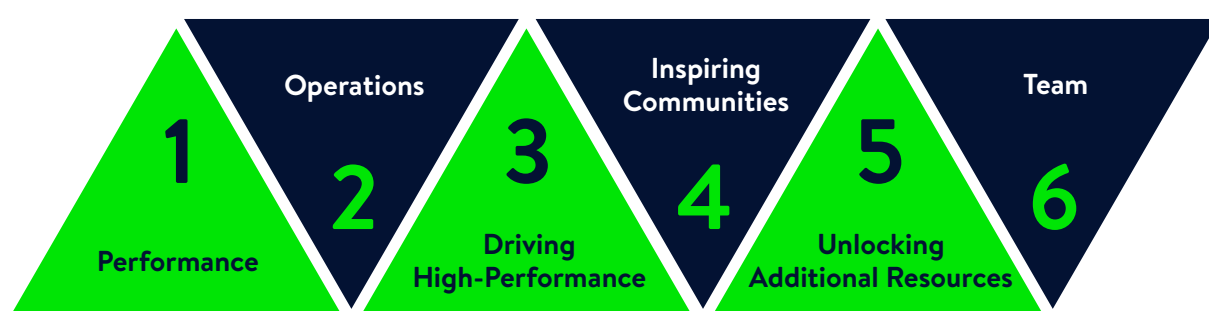 1
Performance
Operations
2
3
Driving
High-Performance
Inspiring
Communities
4
5
Unlocking
Additional Resources
Team
6